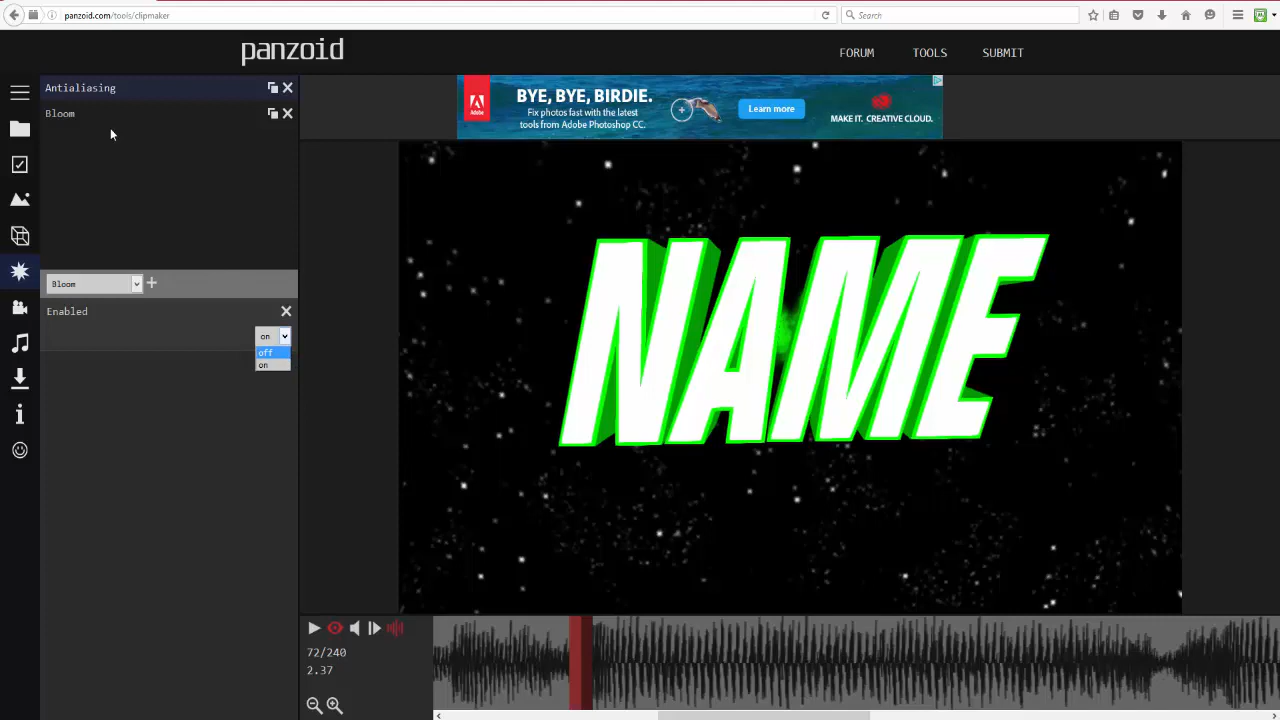 panzoid.com/tools/clipmaker
Search
panzoid
FORUM
TOOLS
SUBMIT
Antialiasing
Bloom
BYE, BYE, BIRDIE.
Fix photos fast with the latest
tools from Adobe Photoshop CC.
Learn more
MAKE IT. CREATIVE CLOUD.
Adobe
NAME
Bloom
Enabled
on
off
on
72/240
2.37